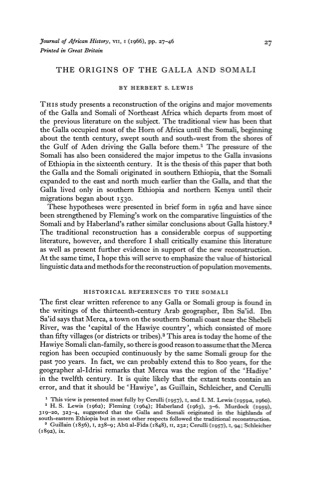 Journal of African History, VII, 1 (1966), pp. 27–46
27
Printed in Great Britain
THE ORIGINS OF THE GALLA AND SOMALI
BY HERBERT S. LEWIS
THIS study presents a reconstruction of the origins and major movements
of the Galla and Somali of Northeast Africa which departs from most of
the previous literature on the subject. The traditional view has been that
the Galla occupied most of the Horn of Africa until the Somali, beginning
about the tenth century, swept south and south-west from the shores of
the Gulf of Aden driving the Galla before them.¹ The pressure of the
Somali has also been considered the major impetus to the Galla invasions
of Ethiopia in the sixteenth century. It is the thesis of this paper that both
the Galla and the Somali originated in southern Ethiopia, that the Somali
expanded to the east and north much earlier than the Galla, and that the
Galla lived only in southern Ethiopia and northern Kenya until their
migrations began about 1530.
These hypotheses were presented in brief form in 1962 and have since
been strengthened by Fleming's work on the comparative linguistics of the
Somali and by Haberland's rather similar conclusions about Galla history.²
The traditional reconstruction has a considerable corpus of supporting
literature, however, and therefore I shall critically examine this literature
as well as present further evidence in support of the new reconstruction.
At the same time, I hope this will serve to emphasize the value of historical
linguistic data and methods for the reconstruction of population movements.
HISTORICAL REFERENCES TO THE SOMALI
The first clear written reference to any Galla or Somali group is found in
the writings of the thirteenth-century Arab geographer, Ibn Sa'id. Ibn
Sa'id says that Merca, a town on the southern Somali coast near the Shebeli
River, was the 'capital of the Hawiye country', which consisted of more
than fifty villages (or districts or tribes).³ This area is today the home of the
Hawiye Somali clan-family, so there is good reason to assume that the Merca
region has been occupied continuously by the same Somali group for the
past 700 years. In fact, we can probably extend this to 800 years, for the
geographer al-Idrisi remarks that Merca was the region of the 'Hadiye'
in the twelfth century. It is quite likely that the extant texts contain an
error, and that it should be 'Hawiye', as Guillain, Schleicher, and Cerulli
¹ This view is presented most fully by Cerulli (1957), I, and I. M. Lewis (1959a, 1960).
² H. S. Lewis (1962); Fleming (1964); Haberland (1963), 3–6. Murdock (1959),
319–20, 323–4, suggested that the Galla and Somali originated in the highlands of
south-eastern Ethiopia but in most other respects followed the traditional reconstruction.
³ Guillain (1856), I, 238–9; Abū al-Fida (1848), II, 232; Cerulli (1957), I, 94; Schleicher
(1892), ix.